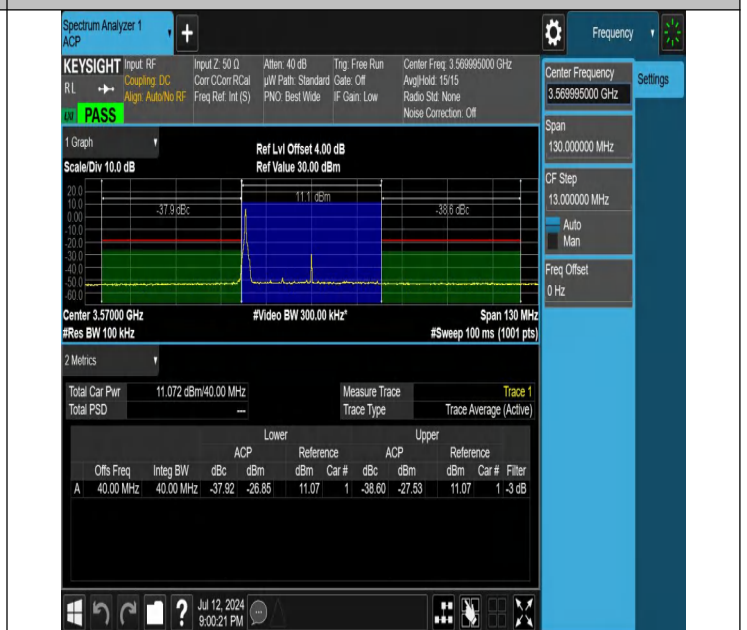 Spectrum Analyzer 1
ACP
+
Frequency
KEYSIGHT Input: RF Input Z: 50 Ω Atten: 40 dB Trig: Free Run Center Freq: 3.569995000 GHz
RL Coupling: DC Corr CCorr RCal µW Path: Standard Gate: Off Avg|Hold: 15/15
Align: Auto/No RF Freq Ref: Int (S) PNO: Best Wide IF Gain: Low Radio Std: None
PASS Noise Correction: Off
Center Frequency
3.569995000 GHz
Settings
Span
130.000000 MHz
CF Step
13.000000 MHz
Auto
Man
Freq Offset
0 Hz
1 Graph
Ref Lvl Offset 4.00 dB
Scale/Div 10.0 dB Ref Value 30.00 dBm
20.0
10.0
0.00
-10.0
-20.0
-30.0
-40.0
-50.0
-60.0
-37.9 dBc 11.1 dBm -38.6 dBc
Center 3.57000 GHz #Video BW 300.00 kHz* Span 130 MHz
#Res BW 100 kHz #Sweep 100 ms (1001 pts)
2 Metrics
Total Car Pwr 11.072 dBm/40.00 MHz Measure Trace Trace 1
Total PSD --- Trace Type Trace Average (Active)
Lower Upper
ACP Reference ACP Reference
Offs Freq Integ BW dBc dBm dBm Car # dBc dBm dBm Car # Filter
A 40.00 MHz 40.00 MHz -37.92 -26.85 11.07 1 -38.60 -27.53 11.07 1 -3 dB
? Jul 12, 2024
9:00:21 PM